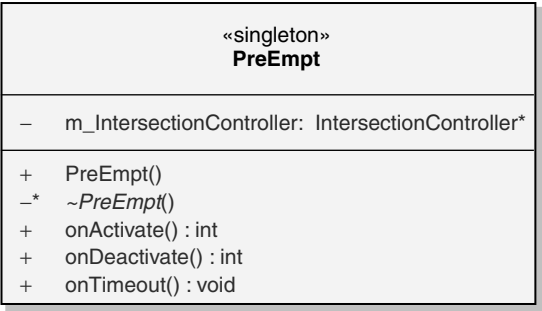 «singleton»
PreEmpt
– m_IntersectionController: IntersectionController*
+ PreEmpt()
–* ~PreEmpt()
+ onActivate() : int
+ onDeactivate() : int
+ onTimeout() : void